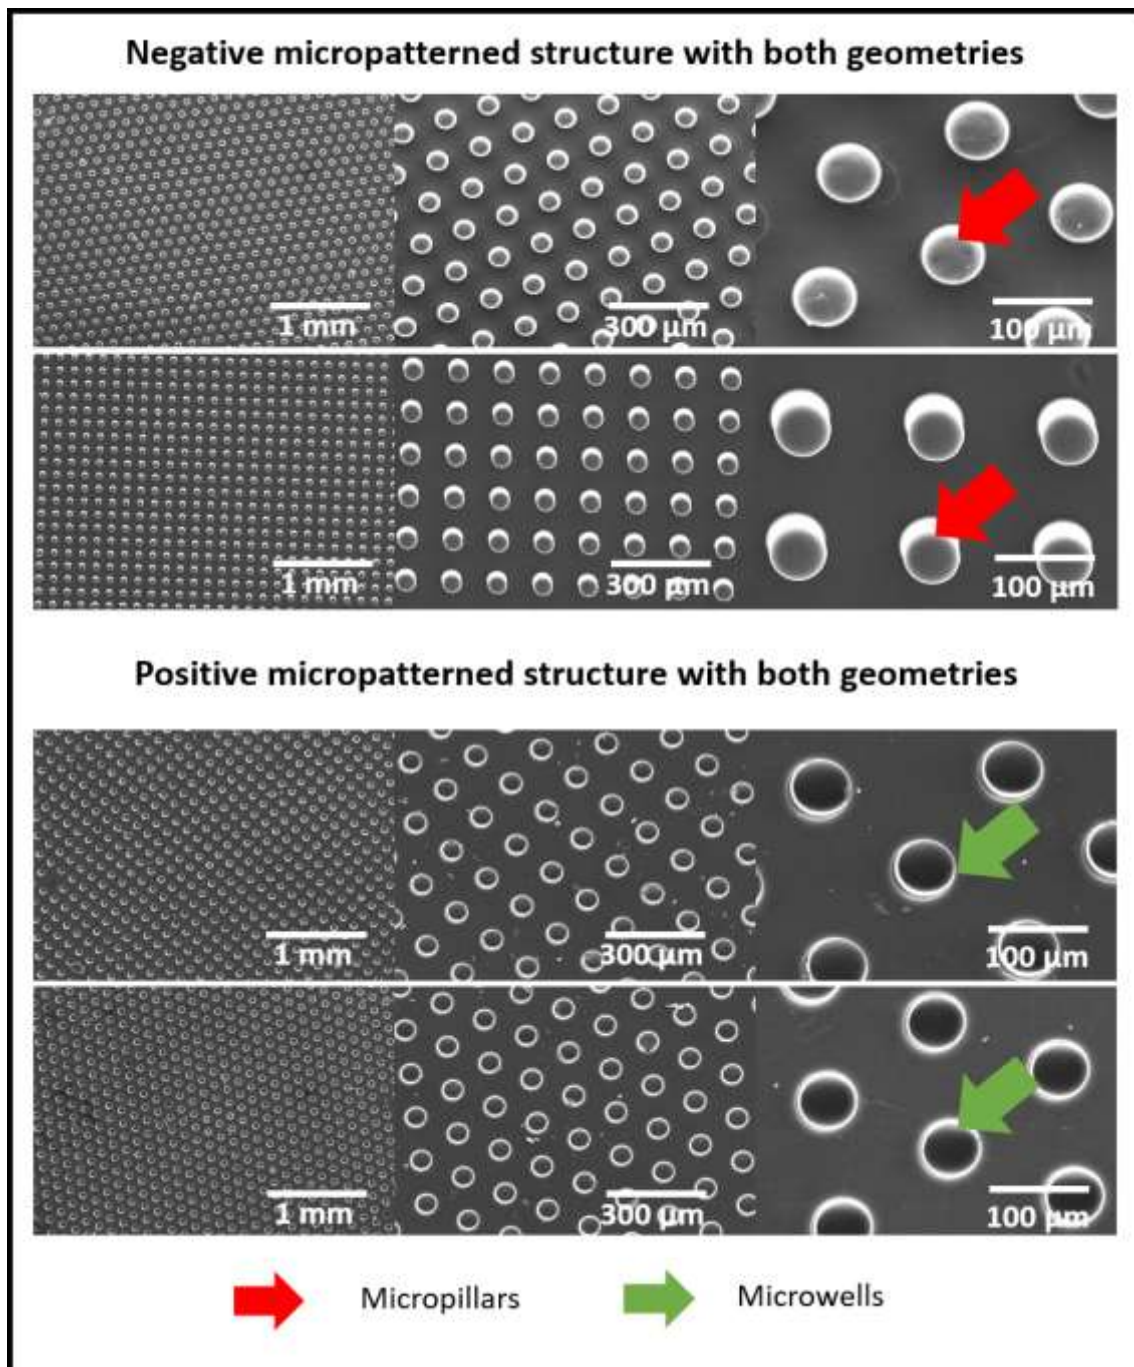 Negative micropatterned structure with both geometries
1 mm
300 µm
100 µm
1 mm
300 µm
100 µm
Positive micropatterned structure with both geometries
1 mm
300 µm
100 µm
1 mm
300 µm
100 µm
Micropillars
Microwells